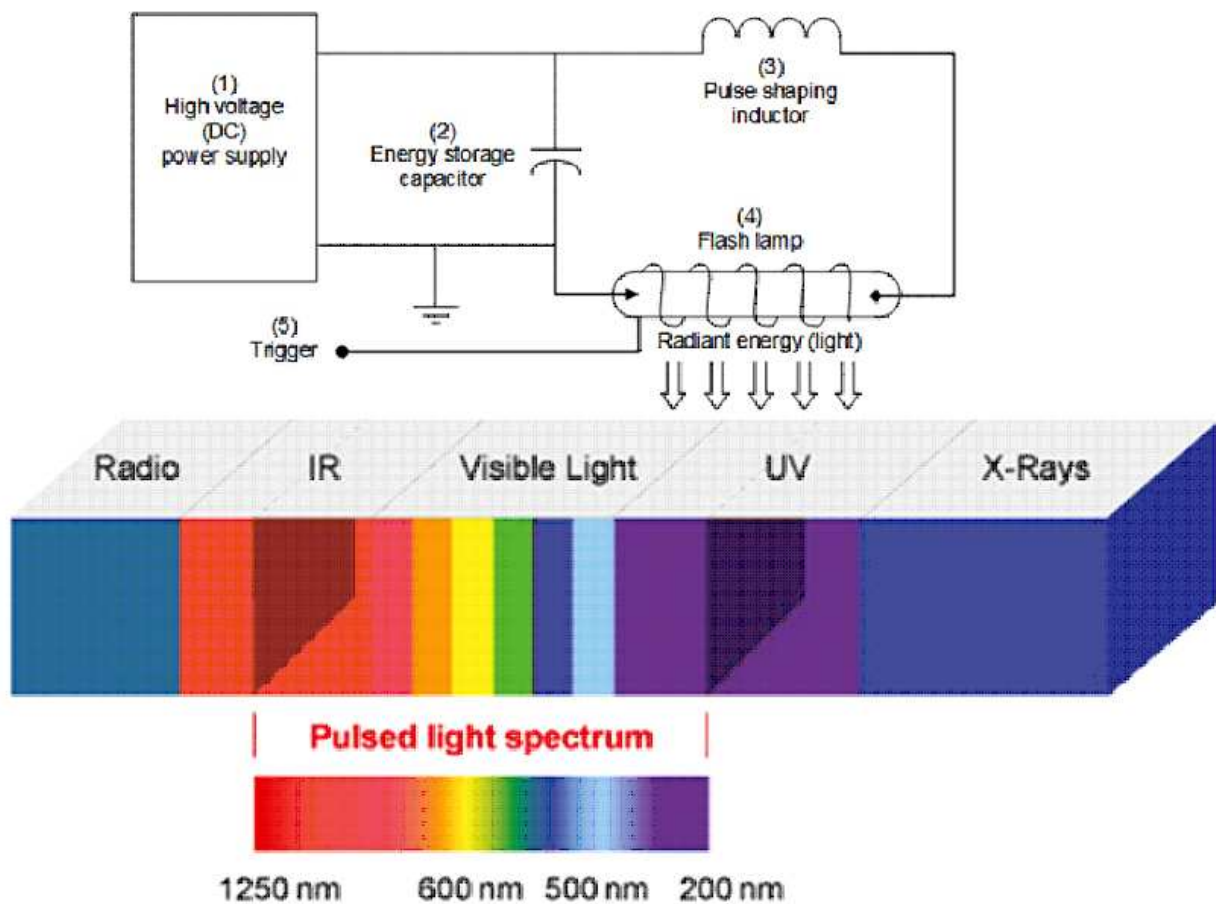 (1)
High voltage
(DC)
power supply
(2)
Energy storage
capacitor
(3)
Pulse shaping
inductor
(4)
Flash lamp
(5)
Trigger
Radiant energy (light)
Radio IR Visible Light UV X-Rays
Pulsed light spectrum
1250 nm 600 nm 500 nm 200 nm